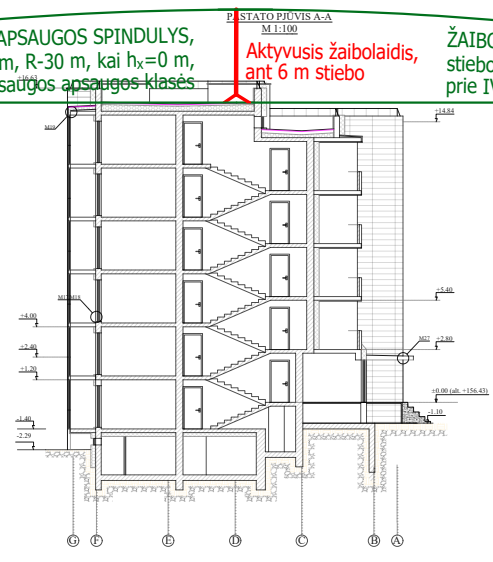 PASTATO PJŪVIS A-A
M 1:100
APSAUGOS SPINDULYS,
m, R-30 m, kai hx=0 m,
saugos apsaugos klasės
Aktyvusis žaibolaidis,
ant 6 m stiebo
ŽAIBO
stiebo
prie IV
+16.63
+14.84
+5.40
+4.00
M22
+2.80
+2.40
+1.20
±0.00 (alt. +156.43)
-1.10
-1.40
-2.29
G F E D C B A